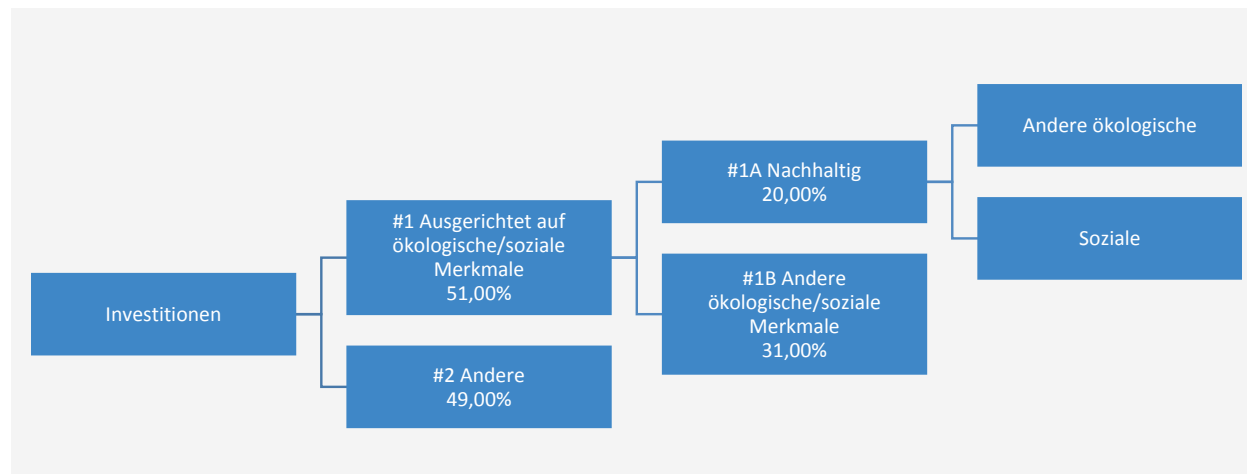 Investitionen
#1 Ausgerichtet auf
ökologische/soziale
Merkmale
51,00%
#2 Andere
49,00%
#1A Nachhaltig
20,00%
#1B Andere
ökologische/soziale
Merkmale
31,00%
Andere ökologische
Soziale